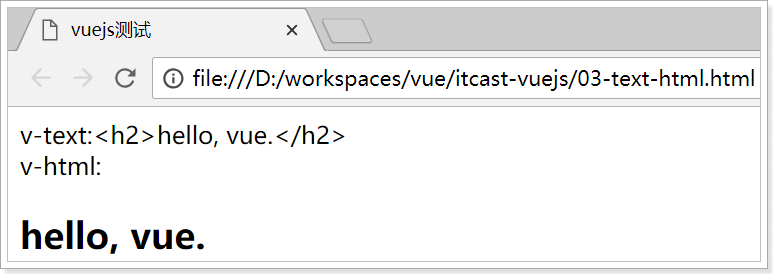 vuejs测试
file:///D:/workspaces/vue/itcast-vuejs/03-text-html.html
v-text:<h2>hello, vue.</h2>
v-html:
hello, vue.